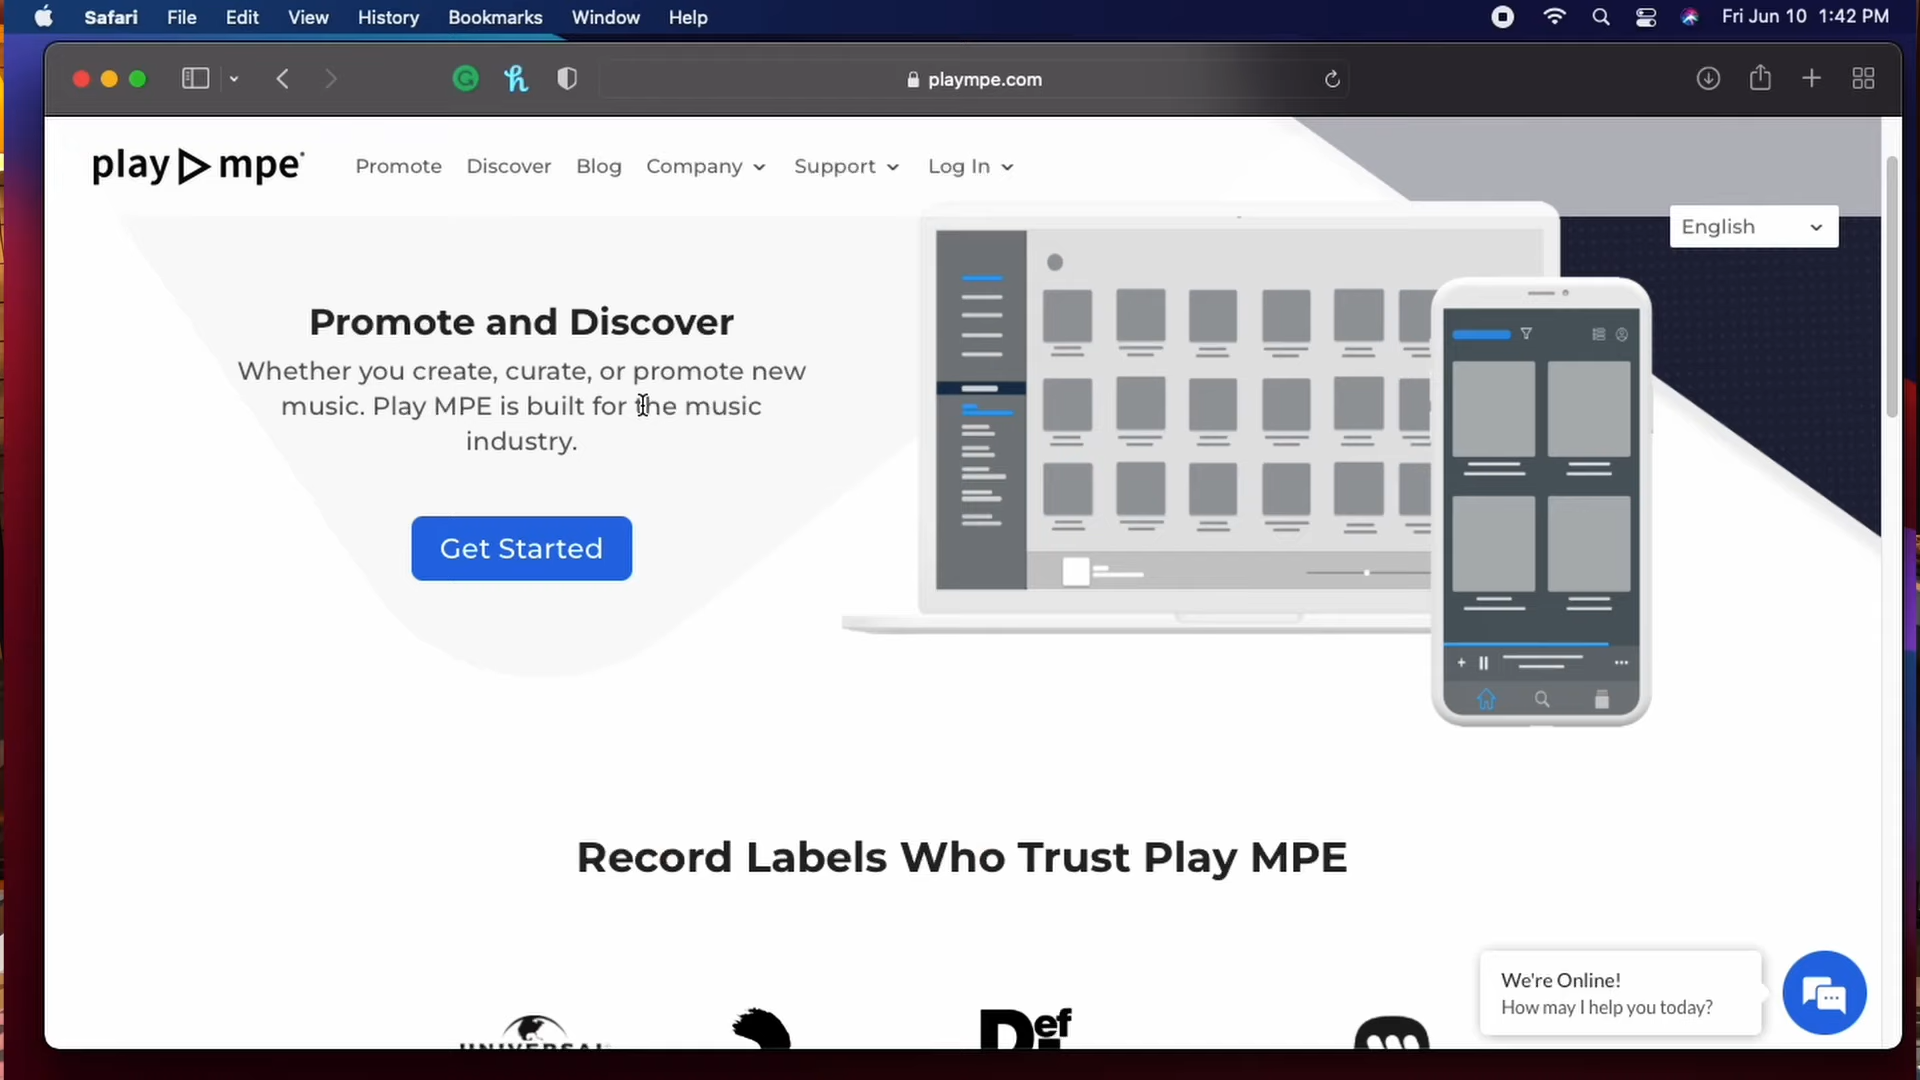 Safari File Edit View History Bookmarks Window Help Fri Jun 10 1:42 PM
plaympe.com
play mpe Promote Discover Blog Company Support Log In
English
Promote and Discover
Whether you create, curate, or promote new
music. Play MPE is built for the music
industry.
Get Started
Record Labels Who Trust Play MPE
We're Online!
How may I help you today?
UNIVERSAL
Def